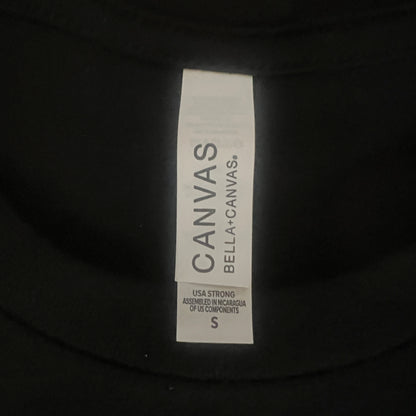 CANVAS
BELLA+CANVAS®
USA STRONG
ASSEMBLED IN NICARAGUA
OF US COMPONENTS
S